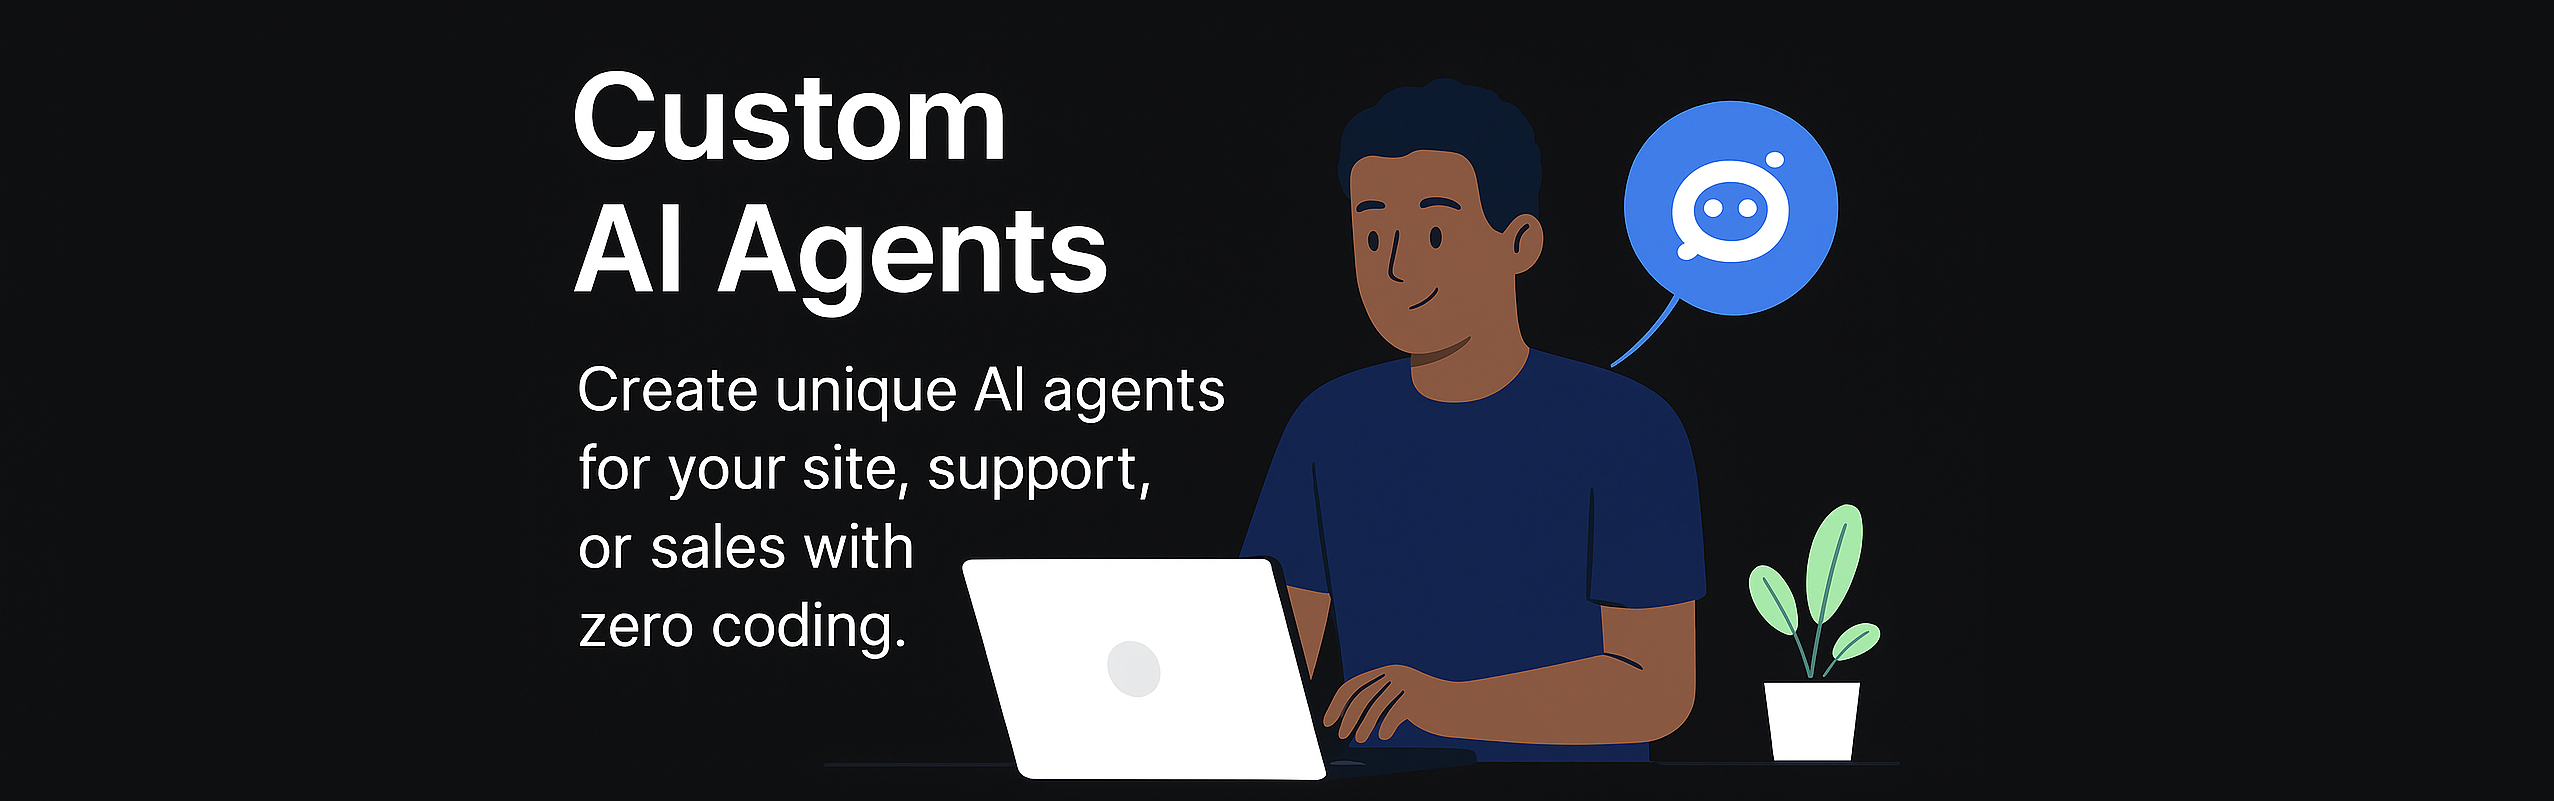 Custom
AI Agents
Create unique AI agents
for your site, support,
or sales with
zero coding.